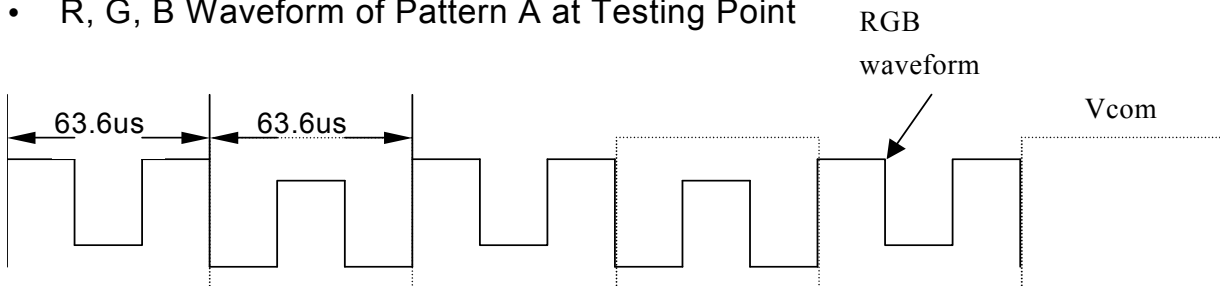 • R, G, B Waveform of Pattern A at Testing Point
RGB
waveform
Vcom
63.6us
63.6us